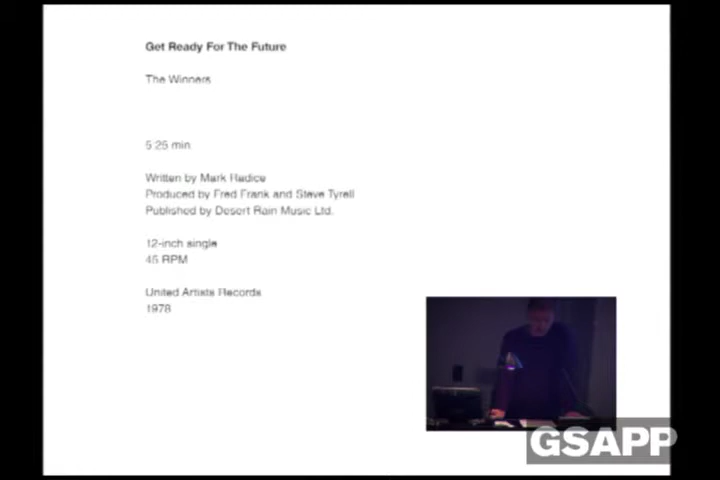 Get Ready For The Future
The Winners
5:25 min
Written by Mark Radice
Produced by Fred Frank and Steve Tyrell
Published by Desert Rain Music Ltd.
12-inch single
45 RPM
United Artists Records
1978
GSAPP